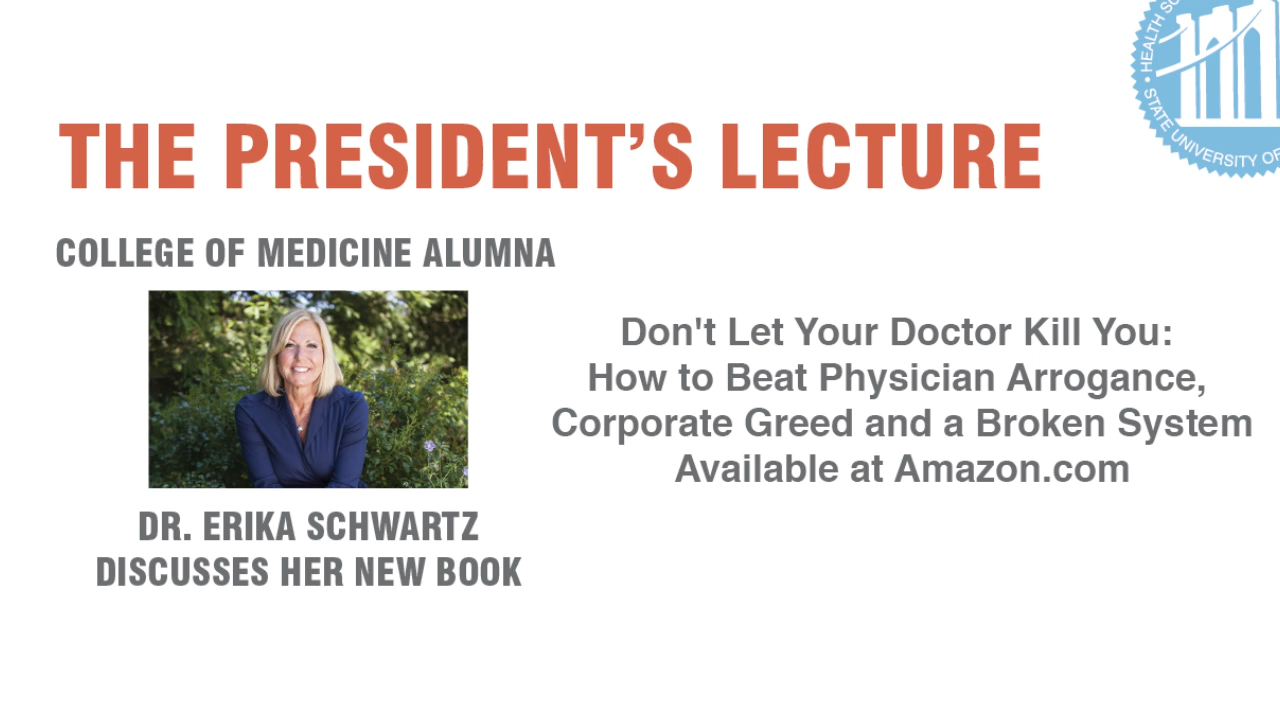 HEALTH
STATE UNIVERSITY OF
THE PRESIDENT’S LECTURE
COLLEGE OF MEDICINE ALUMNA
Don't Let Your Doctor Kill You:
How to Beat Physician Arrogance,
Corporate Greed and a Broken System
Available at Amazon.com
DR. ERIKA SCHWARTZ
DISCUSSES HER NEW BOOK